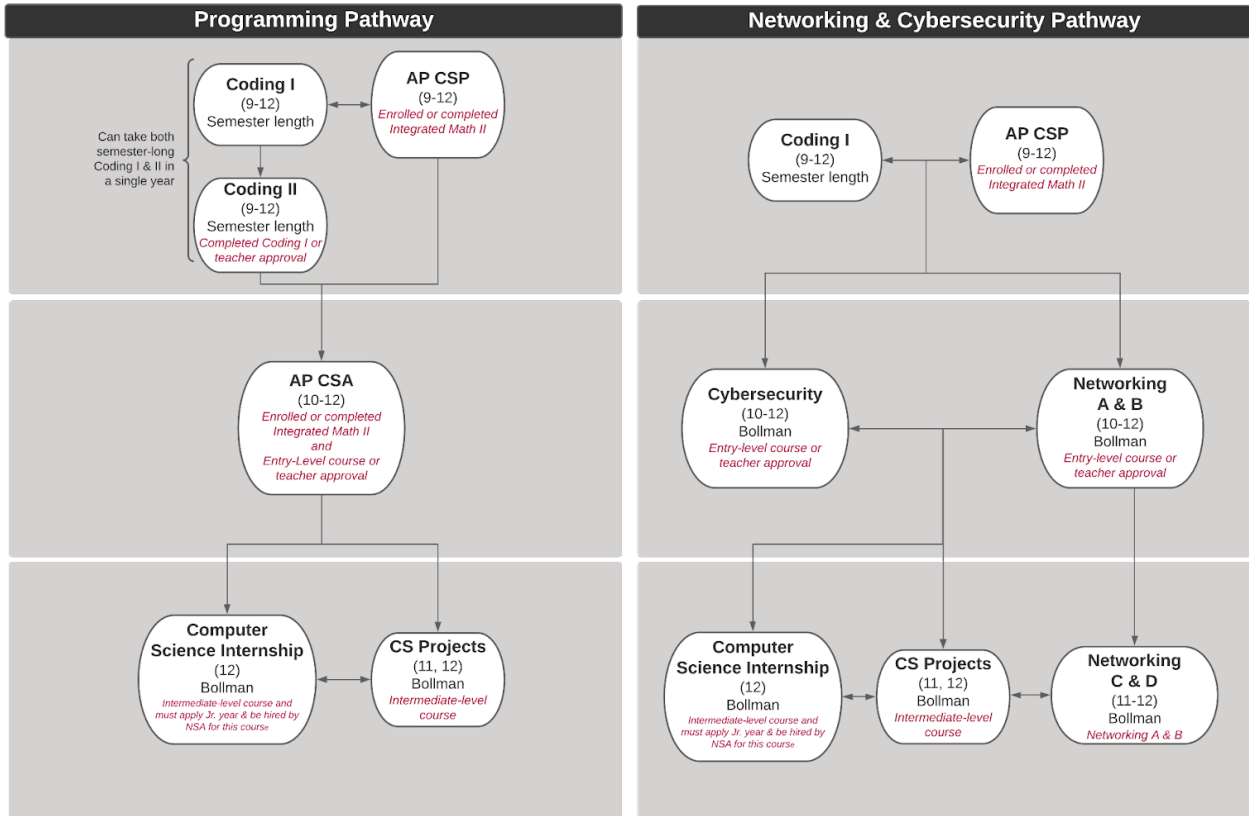 Programming Pathway
Can take both
semester-long
Coding I & II in
a single year
Coding I
(9-12)
Semester length
AP CSP
(9-12)
Enrolled or completed
Integrated Math II
Coding II
(9-12)
Semester length
Completed Coding I or
teacher approval
AP CSA
(10-12)
Enrolled or completed
Integrated Math II
and
Entry-Level course or
teacher approval
Computer
Science Internship
(12)
Bollman
Intermediate-level course and
must apply Jr. year & be hired by
NSA for this course
CS Projects
(11, 12)
Bollman
Intermediate-level
course
Networking & Cybersecurity Pathway
Coding I
(9-12)
Semester length
AP CSP
(9-12)
Enrolled or completed
Integrated Math II
Cybersecurity
(10-12)
Bollman
Entry-level course or
teacher approval
Networking
A & B
(10-12)
Bollman
Entry-level course or
teacher approval
Computer
Science Internship
(12)
Bollman
Intermediate-level course and
must apply Jr. year & be hired by
NSA for this course
CS Projects
(11, 12)
Bollman
Intermediate-level
course
Networking
C & D
(11-12)
Bollman
Networking A & B